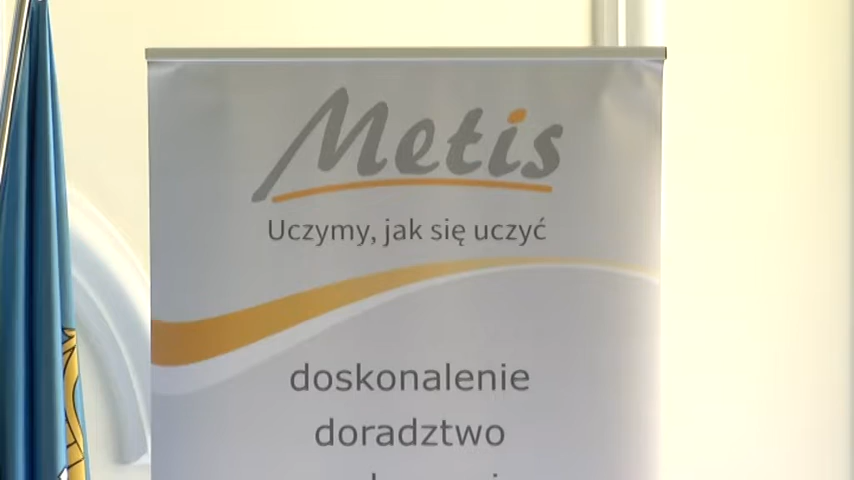 Metis
Uczymy, jak się uczyć
doskonalenie
doradztwo